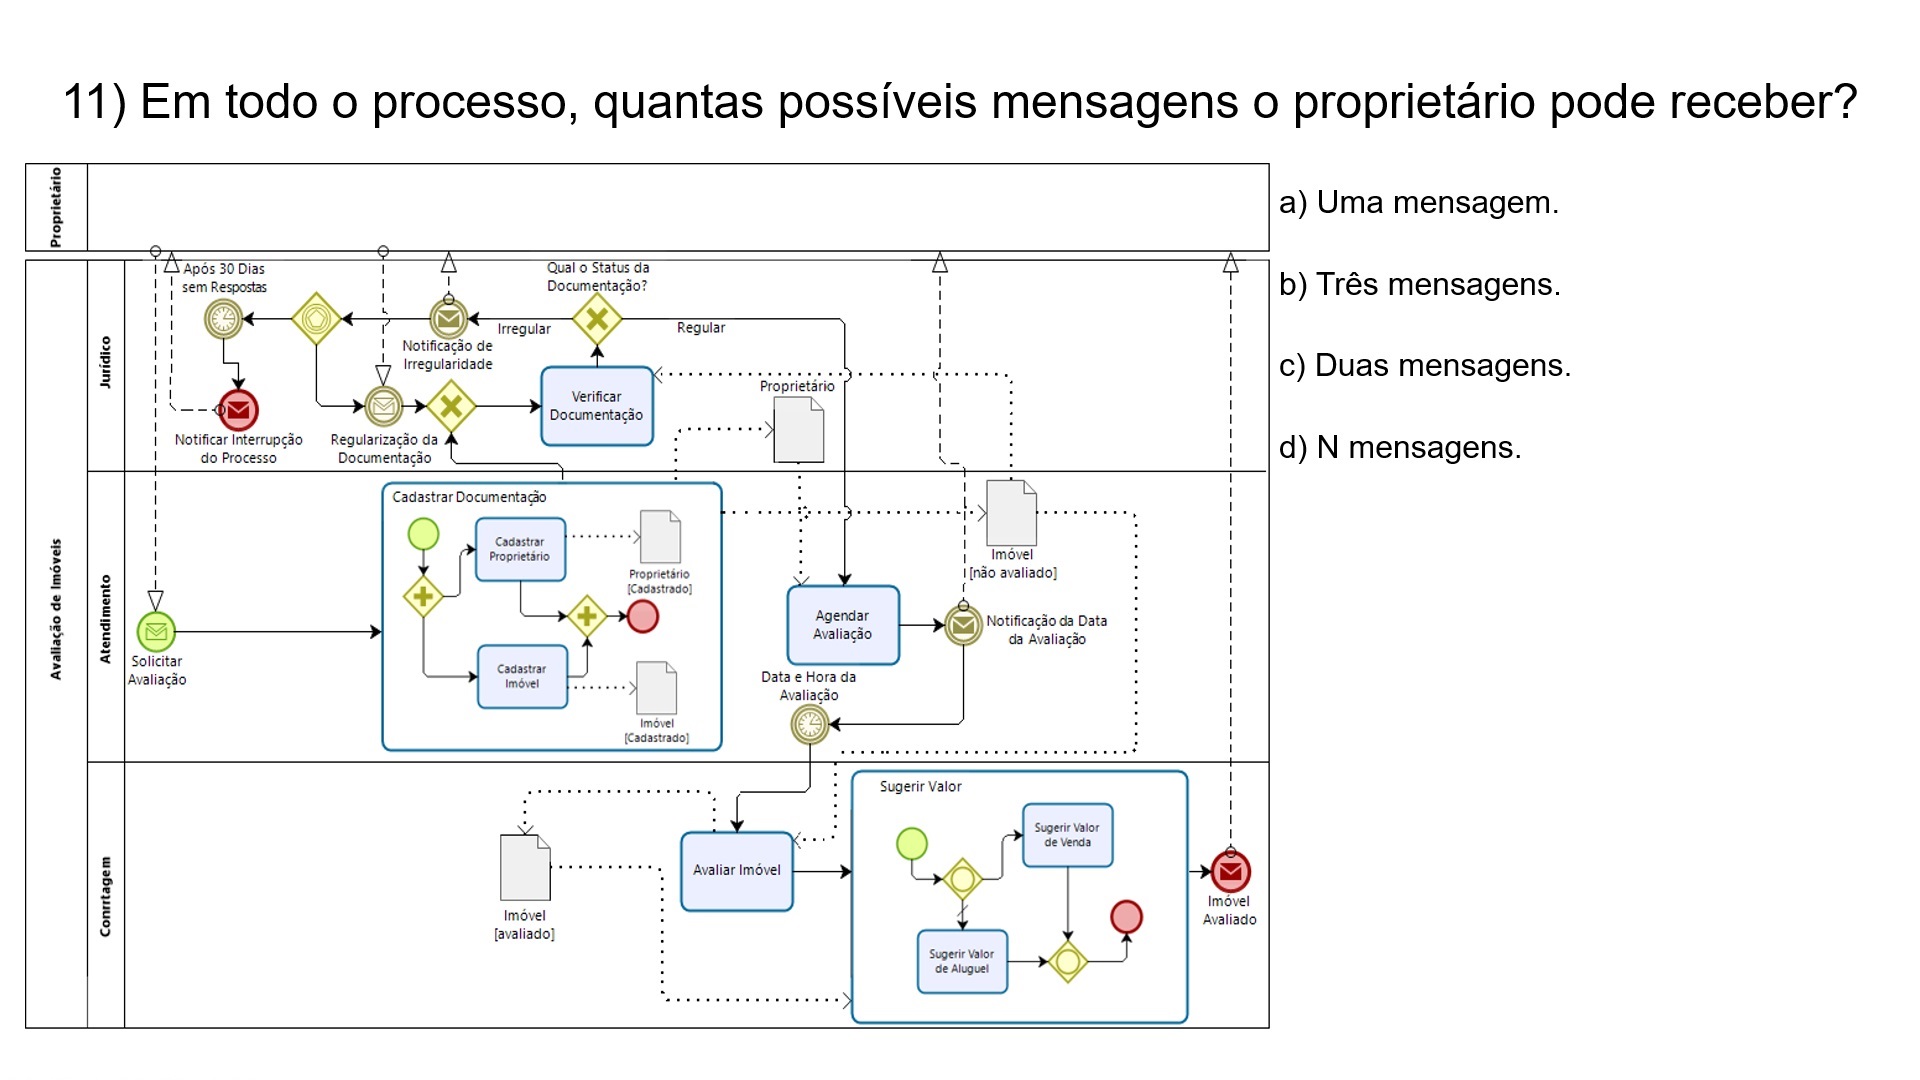 11) Em todo o processo, quantas possíveis mensagens o proprietário pode receber?
a) Uma mensagem.
b) Três mensagens.
c) Duas mensagens.
d) N mensagens.
Proprietário
Avaliação de Imóveis
Jurídico
Após 30 Dias
sem Respostas
Qual o Status da
Documentação?
Irregular
Regular
Notificação de
Irregularidade
Verificar
Documentação
Proprietário
Notificar Interrupção
do Processo
Regularização da
Documentação
Atendimento
Cadastrar Documentação
Cadastrar
Proprietário
Proprietário
[Cadastrado]
Cadastrar
Imóvel
Imóvel
[Cadastrado]
Solicitar
Avaliação
Imóvel
[não avaliado]
Agendar
Avaliação
Notificação da Data
da Avaliação
Data e Hora da
Avaliação
Conrtagem
Sugerir Valor
Sugerir Valor
de Venda
Avaliar Imóvel
Imóvel
[avaliado]
Sugerir Valor
de Aluguel
Imóvel
Avaliado